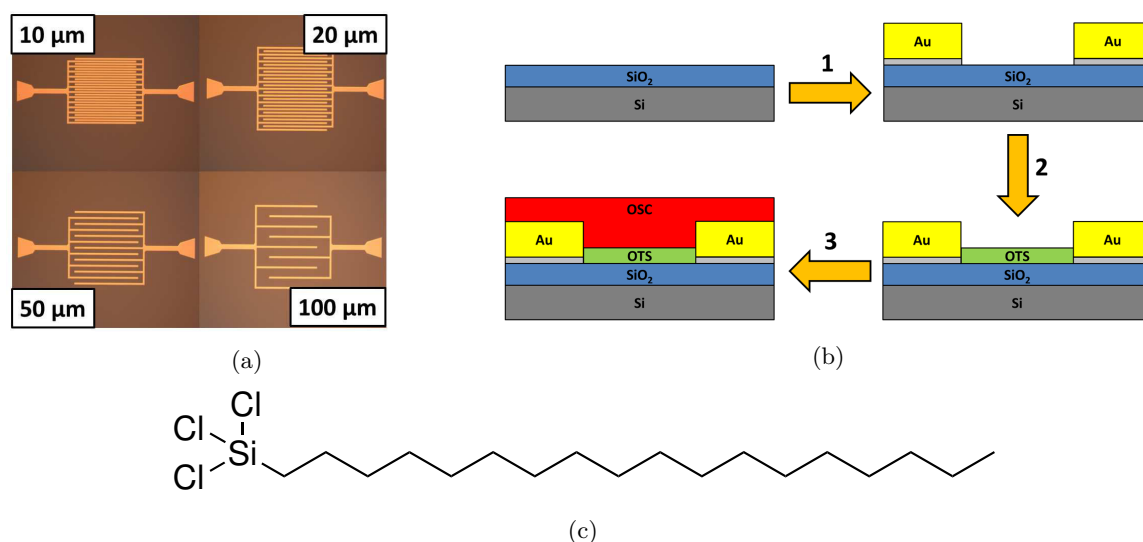 10 µm
20 µm
50 µm
100 µm
(a)
SiO2
Si
1
Au
Au
SiO2
Si
2
Au
OTS
Au
SiO2
Si
3
OSC
Au
OTS
Au
SiO2
Si
(b)
Cl
Cl
Si
Cl
(c)